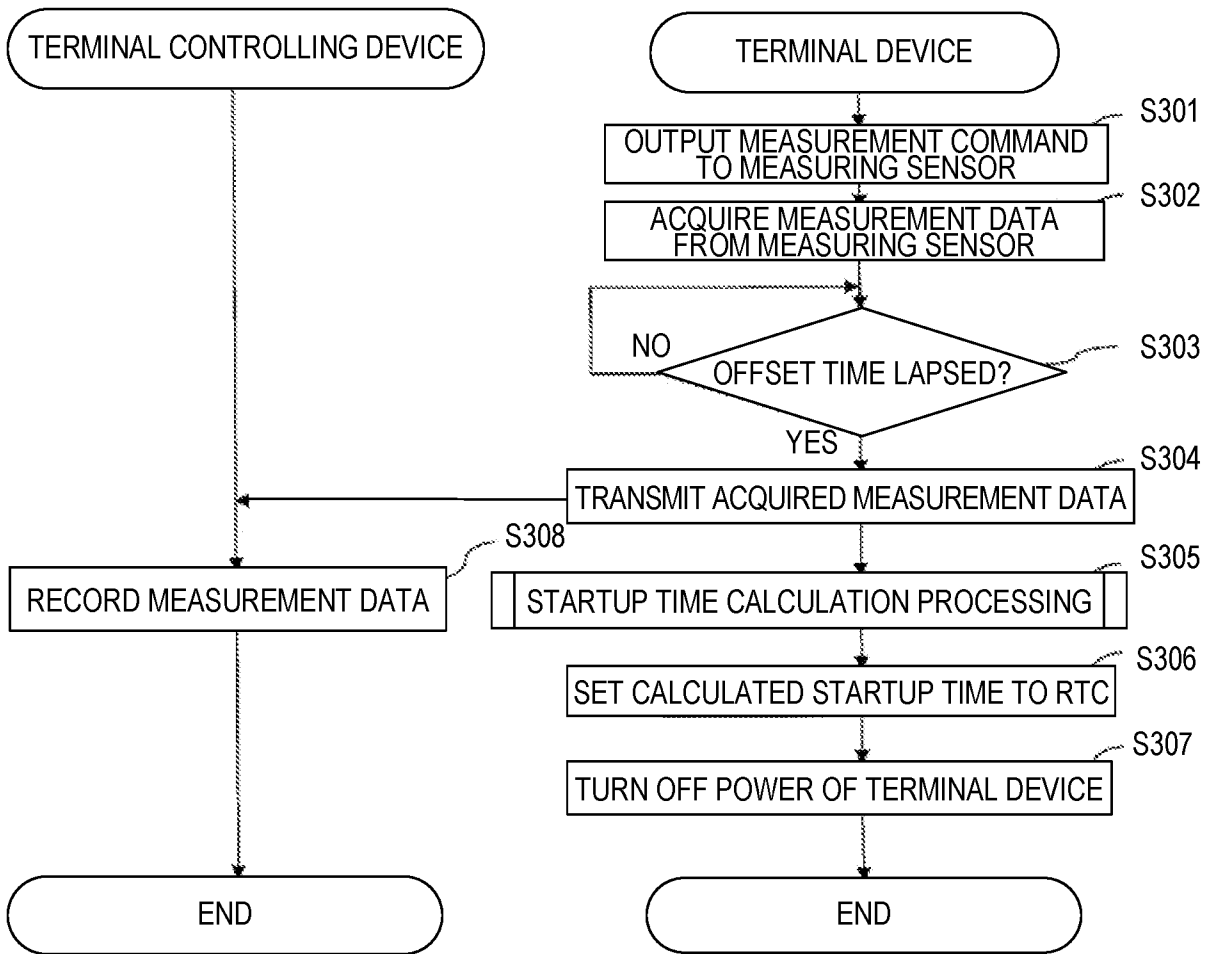 TERMINAL CONTROLLING DEVICE
TERMINAL DEVICE
S301
OUTPUT MEASUREMENT COMMAND
TO MEASURING SENSOR
S302
ACQUIRE MEASUREMENT DATA
FROM MEASURING SENSOR
NO
OFFSET TIME LAPSED?
S303
YES
S304
TRANSMIT ACQUIRED MEASUREMENT DATA
S308
RECORD MEASUREMENT DATA
S305
STARTUP TIME CALCULATION PROCESSING
S306
SET CALCULATED STARTUP TIME TO RTC
S307
TURN OFF POWER OF TERMINAL DEVICE
END
END